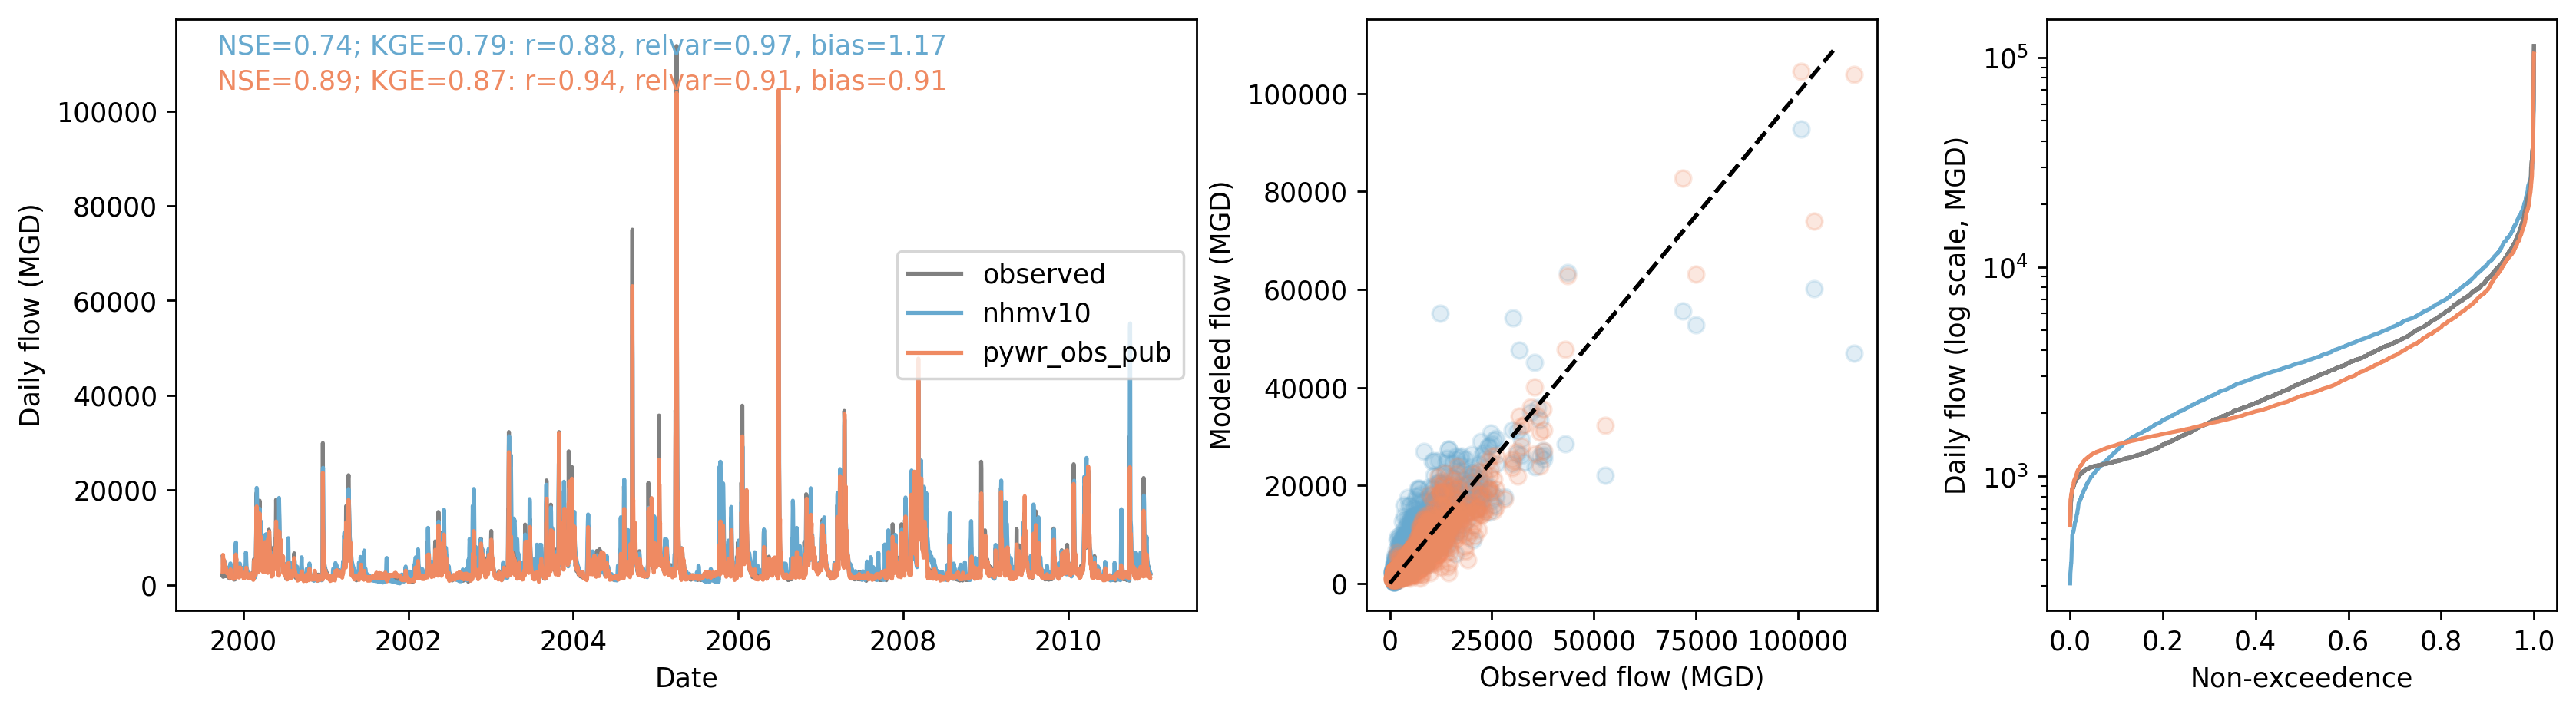 NSE=0.74; KGE=0.79: r=0.88, relvar=0.97, bias=1.17
NSE=0.89; KGE=0.87: r=0.94, relvar=0.91, bias=0.91
Daily flow (MGD)
100000
80000
60000
40000
20000
0
observed
nhmv10
pywr_obs_pub
2000
2002
2004
2006
2008
2010
Date
Modeled flow (MGD)
100000
80000
60000
40000
20000
0
0
25000
50000
75000
100000
Observed flow (MGD)
Daily flow (log scale, MGD)
10⁵
10⁴
10³
0.0
0.2
0.4
0.6
0.8
1.0
Non-exceedence